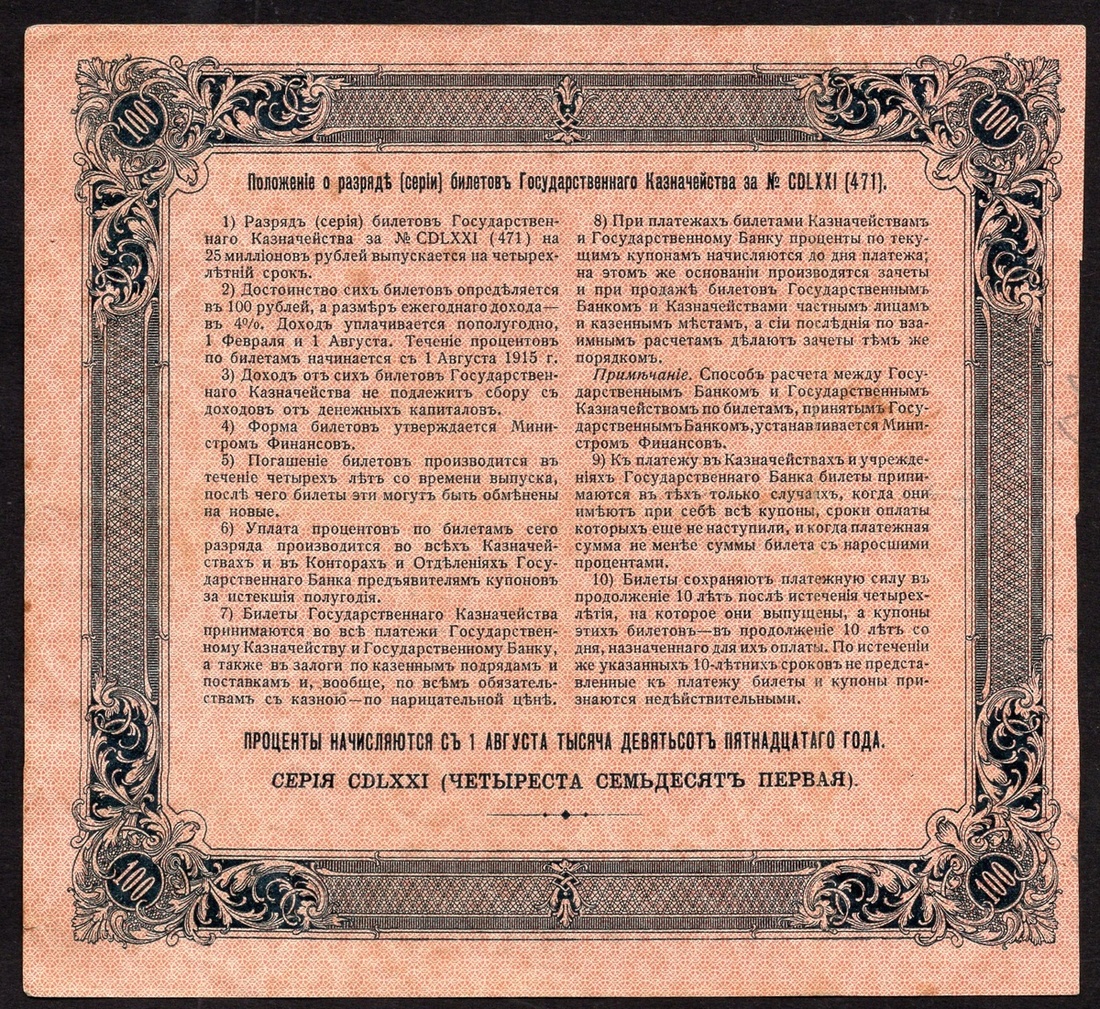 100
100
Положеніе о разрядѣ (серіи) билетовъ Государственнаго Казначейства за № CDLXXI (471).
1) Разрядъ (серія) билетовъ Государствен-
наго Казначейства за № CDLXXI (471) на
25 милліоновъ рублей выпускается на четырех-
лѣтній срокъ.
2) Достоинство сихъ билетовъ опредѣляется
въ 100 рублей, а размѣръ ежегоднаго дохода—
въ 4%. Доходъ уплачивается пополугодно,
1 Февраля и 1 Августа. Теченіе процентовъ
по билетамъ начинается съ 1 Августа 1915 г.
3) Доходъ отъ сихъ билетовъ Государствен-
наго Казначейства не подлежитъ сбору съ
доходовъ отъ денежныхъ капиталовъ.
4) Форма билетовъ утверждается Мини-
стромъ Финансовъ.
5) Погашеніе билетовъ производится въ
теченіе четырехъ лѣтъ со времени выпуска,
послѣ чего билеты эти могутъ быть обмѣнены
на новые.
6) Уплата процентовъ по билетамъ сего
разряда производится во всѣхъ Казначей-
ствахъ и въ Конторахъ и Отдѣленіяхъ Госу-
дарственнаго Банка предъявителямъ купоновъ
за истекшія полугодія.
7) Билеты Государственнаго Казначейства
принимаются во всѣ платежи Государствен-
ному Казначейству и Государственному Банку,
а также въ залоги по казеннымъ подрядамъ и
поставкамъ и, вообще, по всѣмъ обязатель-
ствамъ съ казною—по нарицательной цѣнѣ.
8) При платежахъ билетами Казначействамъ
и Государственному Банку проценты по теку-
щимъ купонамъ начисляются до дня платежа;
на этомъ же основаніи производятся зачеты
и при продажѣ билетовъ Государственнымъ
Банкомъ и Казначействами частнымъ лицамъ
и казеннымъ мѣстамъ, а сіи послѣднія по вза-
имнымъ расчетамъ дѣлаютъ зачеты тѣмъ же
порядкомъ.
Примѣчаніе. Способъ расчета между Госу-
дарственнымъ Банкомъ и Государственнымъ
Казначействомъ по билетамъ, принятымъ Госу-
дарственнымъ Банкомъ, устанавливается Мини-
стромъ Финансовъ.
9) Къ платежу въ Казначействахъ и учрежде-
ніяхъ Государственнаго Банка билеты прини-
маются въ тѣхъ только случаяхъ, когда они
имѣютъ при себѣ всѣ купоны, сроки оплаты
которыхъ еще не наступили, и когда платежная
сумма не менѣе суммы билета съ наросшими
процентами.
10) Билеты сохраняютъ платежную силу въ
продолженіе 10 лѣтъ послѣ истеченія четырех-
лѣтія, на которое они выпущены, а купоны
этихъ билетовъ—въ продолженіе 10 лѣтъ со
дня, назначеннаго для ихъ оплаты. По истеченіи
же указанныхъ 10-лѣтнихъ сроковъ не предста-
вленные къ платежу билеты и купоны при-
знаются недѣйствительными.
ПРОЦЕНТЫ НАЧИСЛЯЮТСЯ СЪ 1 АВГУСТА ТЫСЯЧА ДЕВЯТЬСОТЪ ПЯТНАДЦАТАГО ГОДА.
СЕРІЯ CDLXXI (ЧЕТЫРЕСТА СЕМЬДЕСЯТЪ ПЕРВАЯ).
100
100